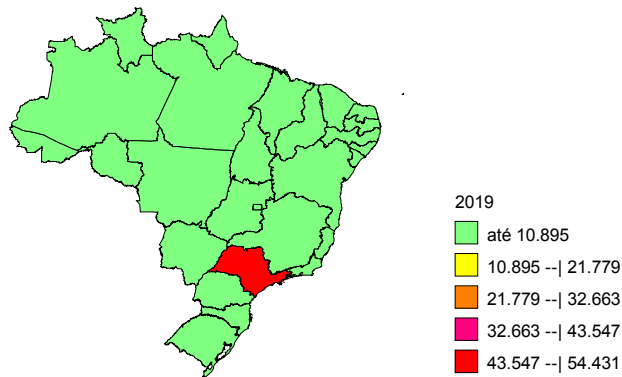 2019
até 10.895
10.895 --| 21.779
21.779 --| 32.663
32.663 --| 43.547
43.547 --| 54.431